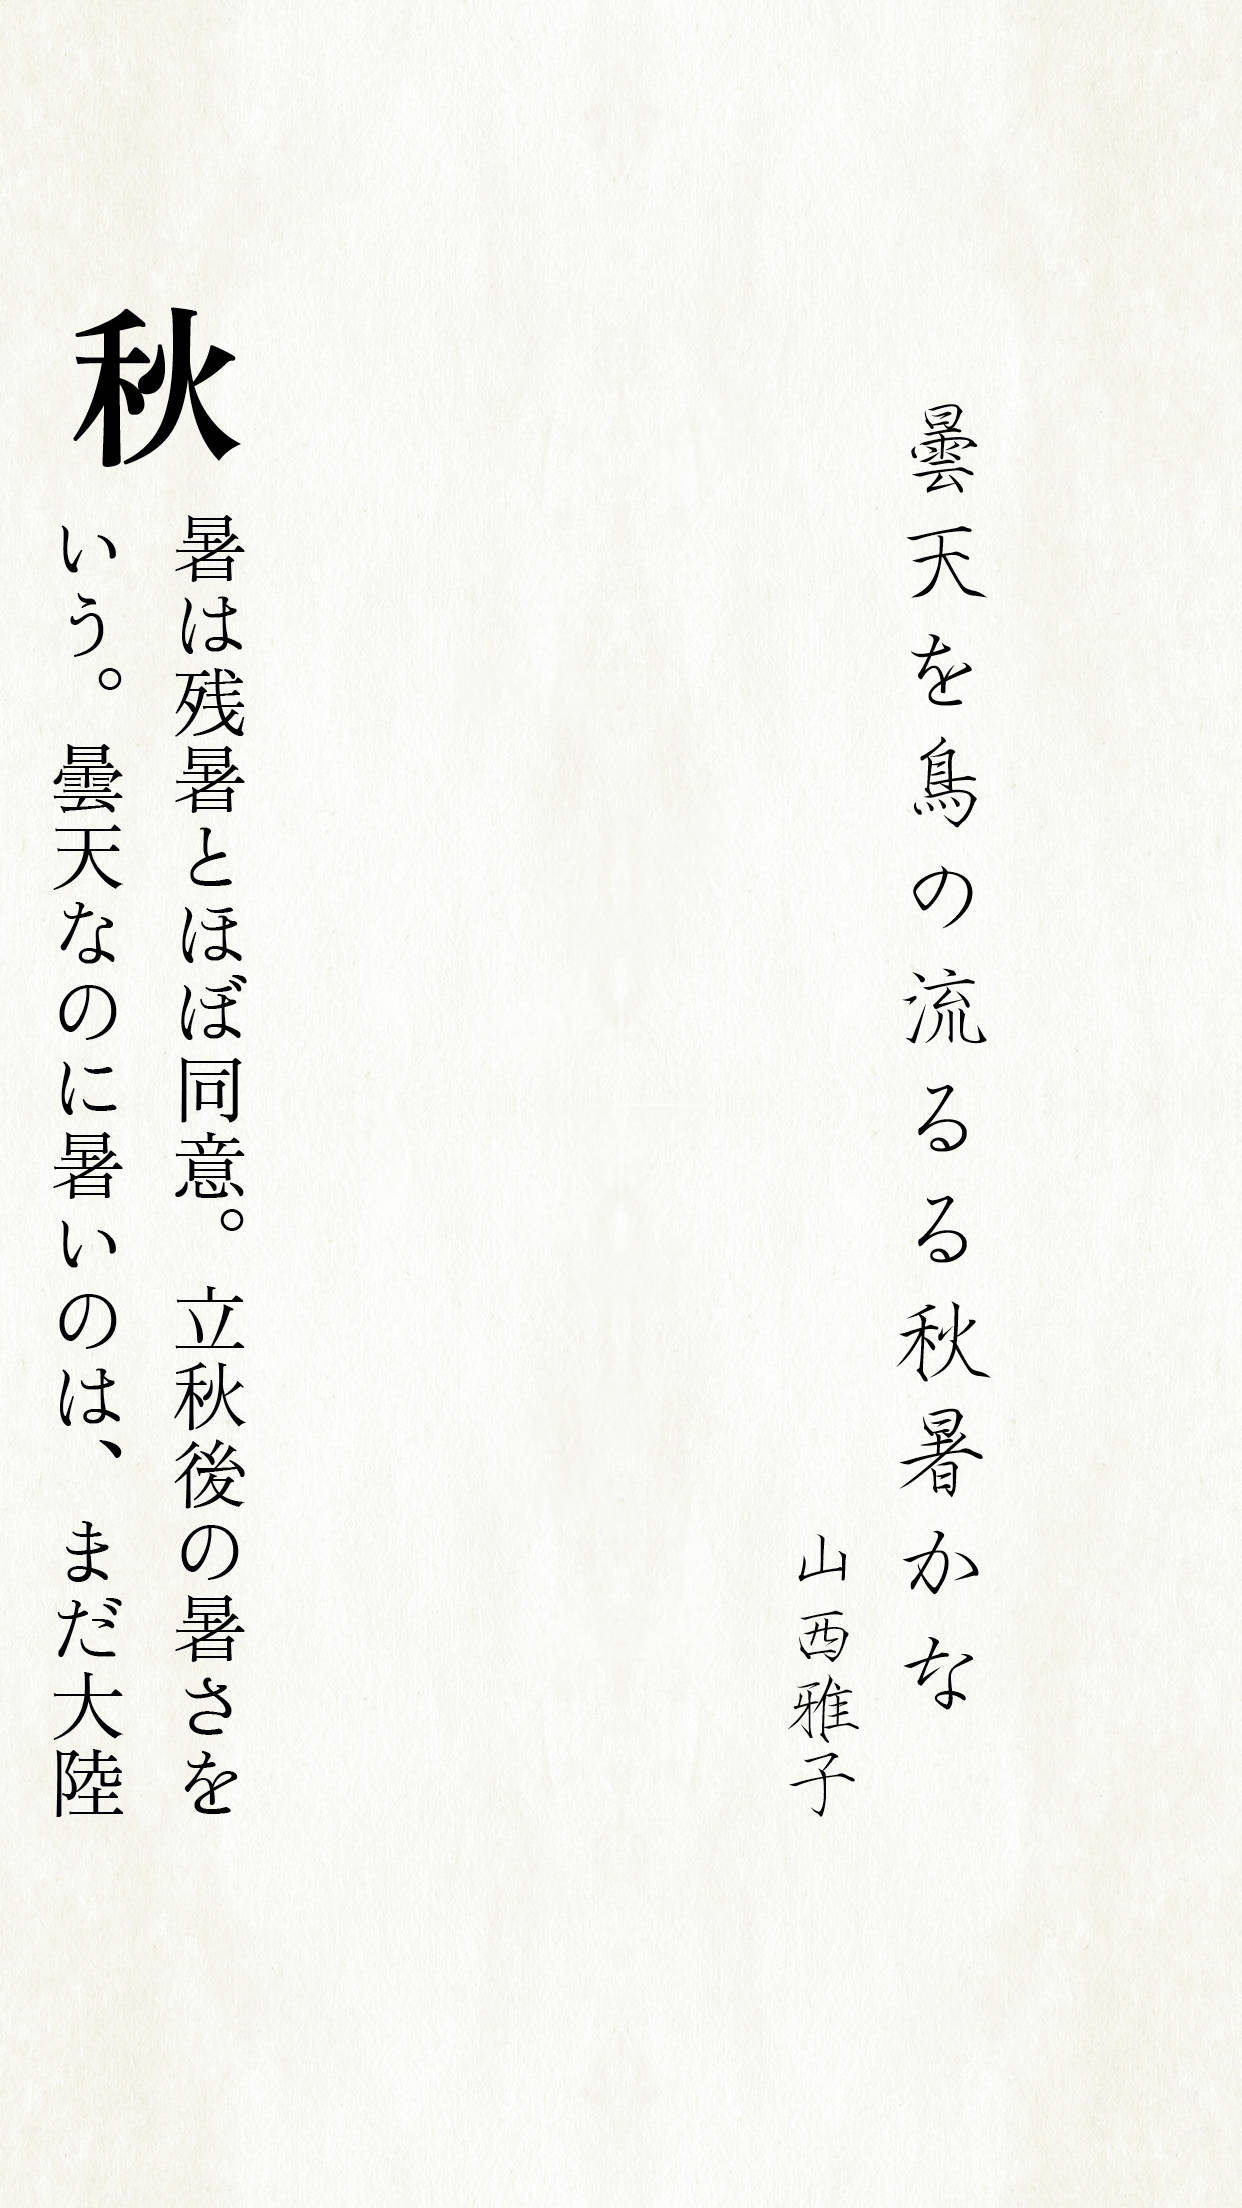 曇天を鳥の流るる秋暑かな
山西雅子
秋暑は残暑とほぼ同意。立秋後の暑さを
いう。曇天なのに暑いのは、まだ大陸